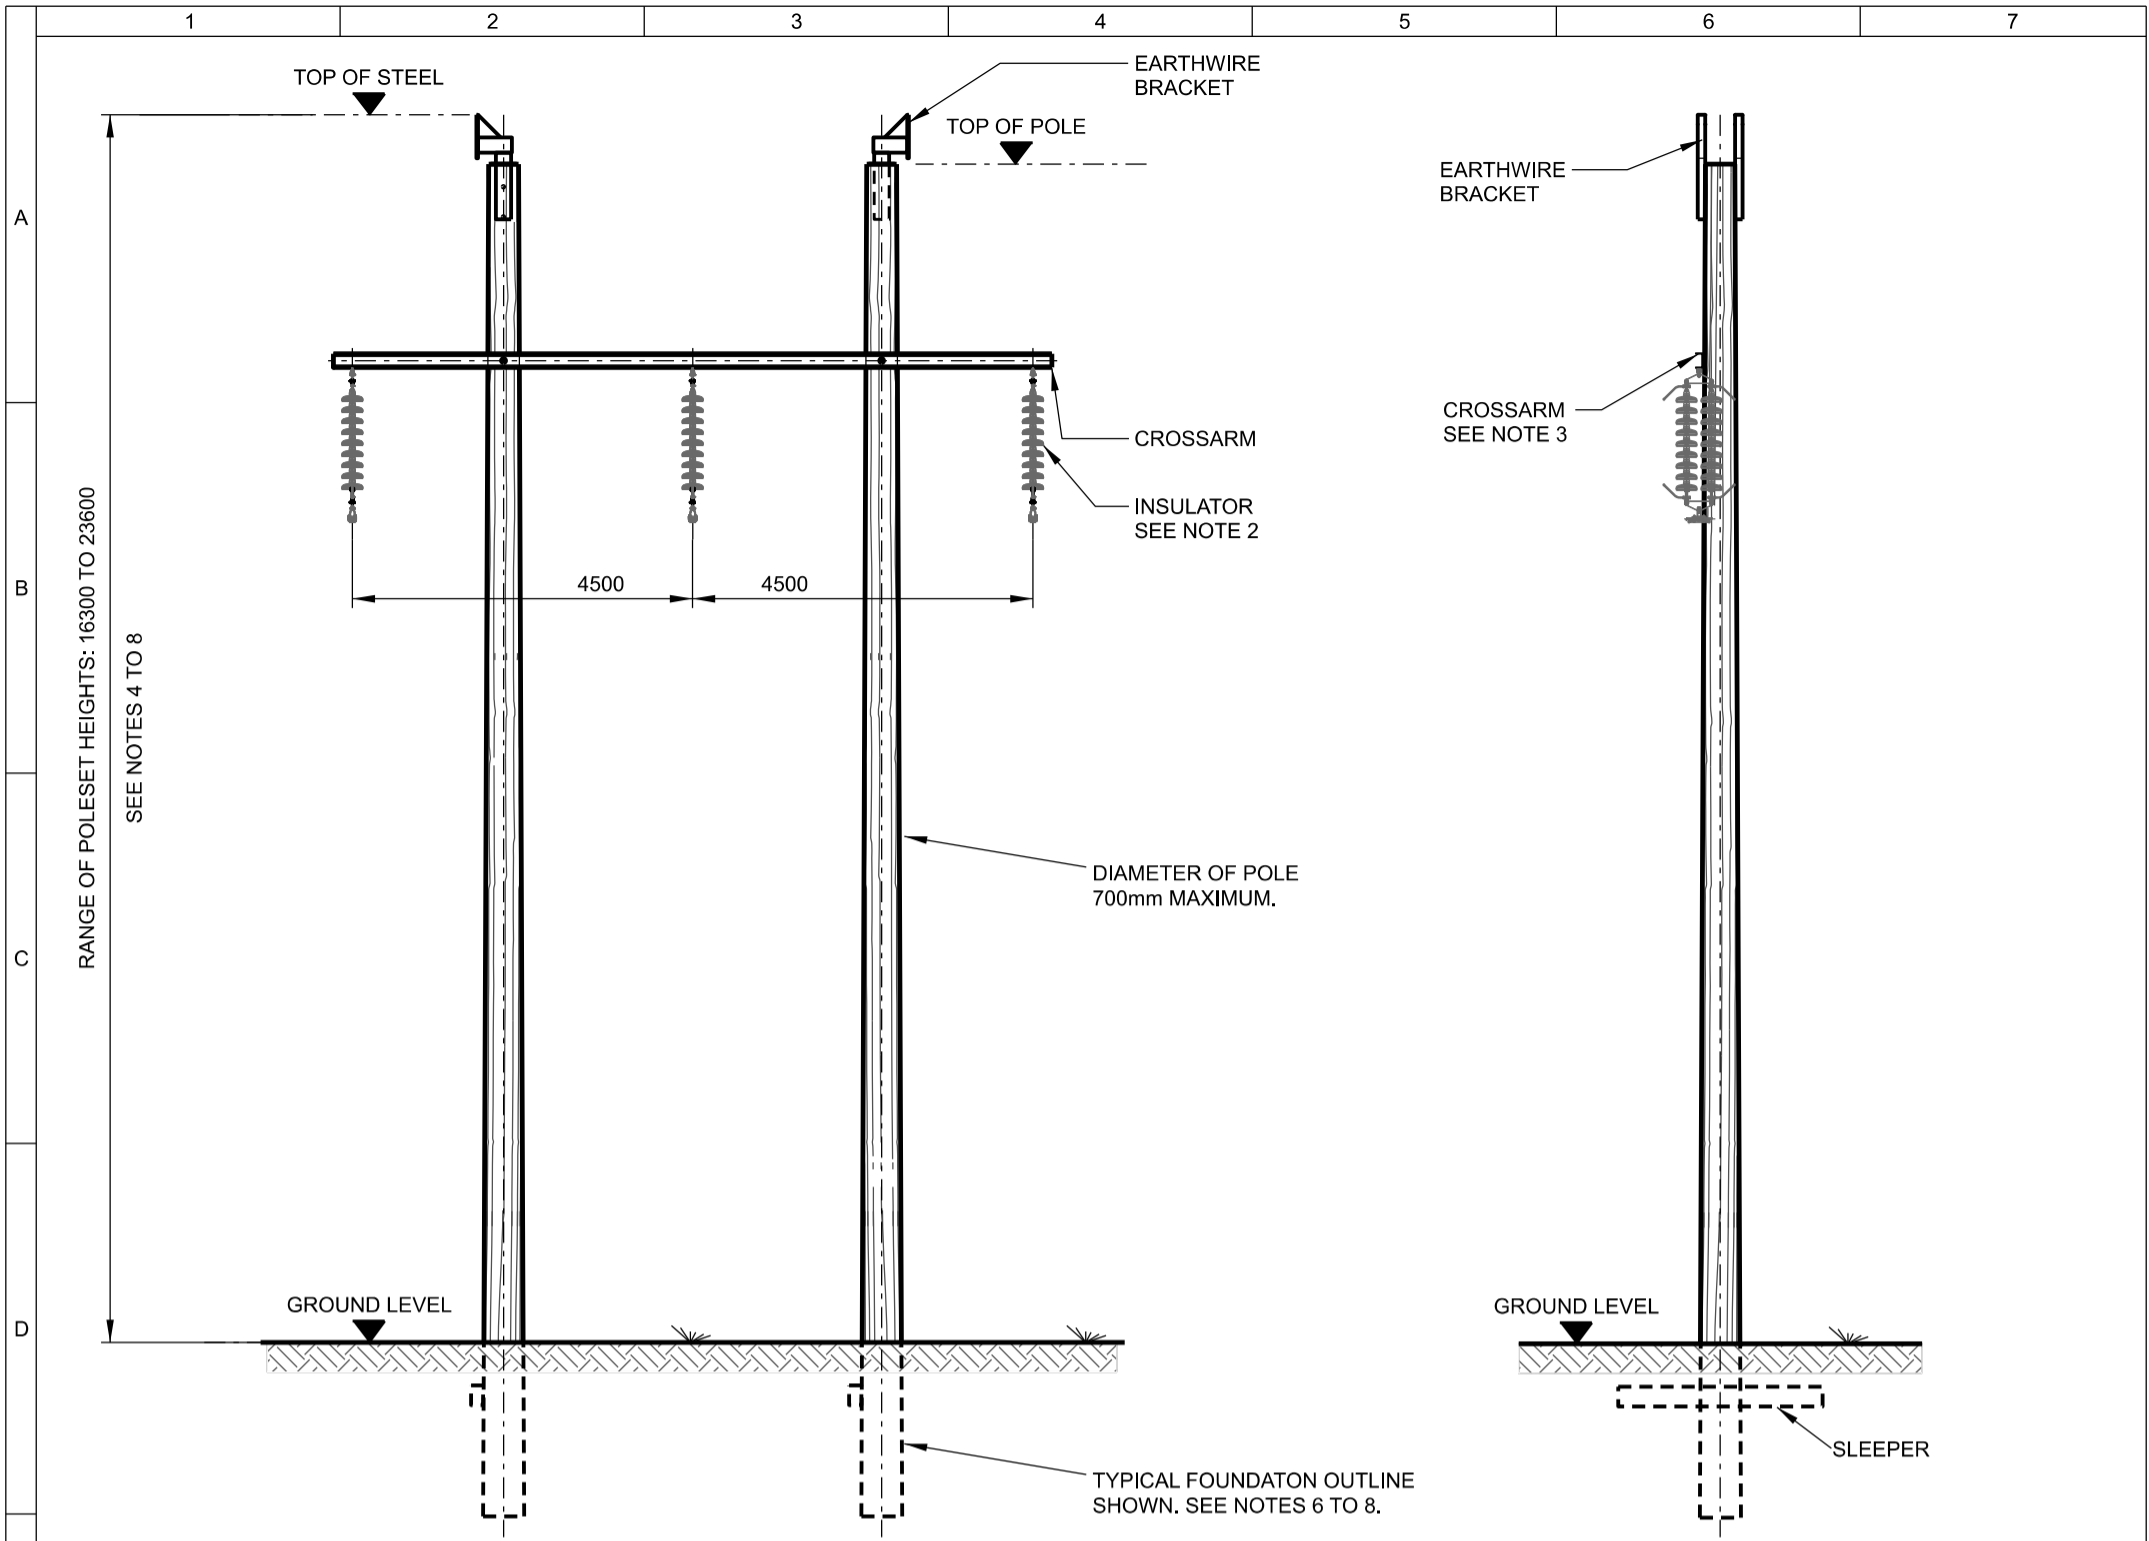 1 2 3 4 5 6 7
TOP OF STEEL
EARTHWIRE
BRACKET
TOP OF POLE
EARTHWIRE
BRACKET
A
CROSSARM
SEE NOTE 3
CROSSARM
INSULATOR
SEE NOTE 2
4500 4500
B
RANGE OF POLESET HEIGHTS: 16300 TO 23600
SEE NOTES 4 TO 8
DIAMETER OF POLE
700mm MAXIMUM.
C
GROUND LEVEL
GROUND LEVEL
D
SLEEPER
TYPICAL FOUNDATON OUTLINE
SHOWN. SEE NOTES 6 TO 8.